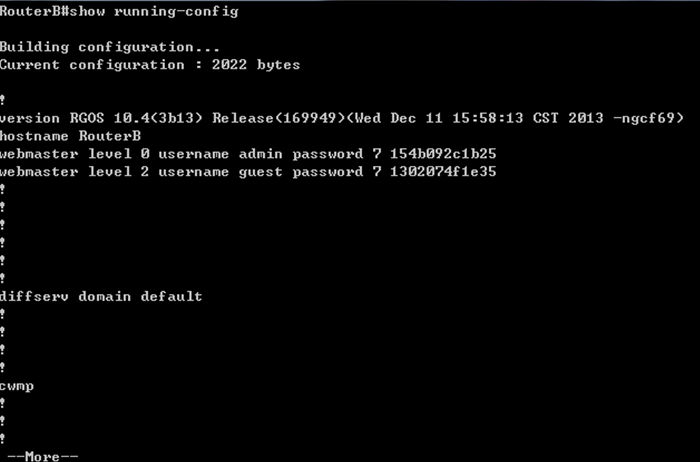 RouterB#show running-config
Building configuration...
Current configuration : 2022 bytes
!
version RGOS 10.4(3b13) Release(169949)(Wed Dec 11 15:58:13 CST 2013 -ngcf69)
hostname RouterB
webmaster level 0 username admin password 7 154b092c1b25
webmaster level 2 username guest password 7 1302074f1e35
!
!
!
!
!
!
diffserv domain default
!
!
!
!
cwmp
!
!
!
--More--